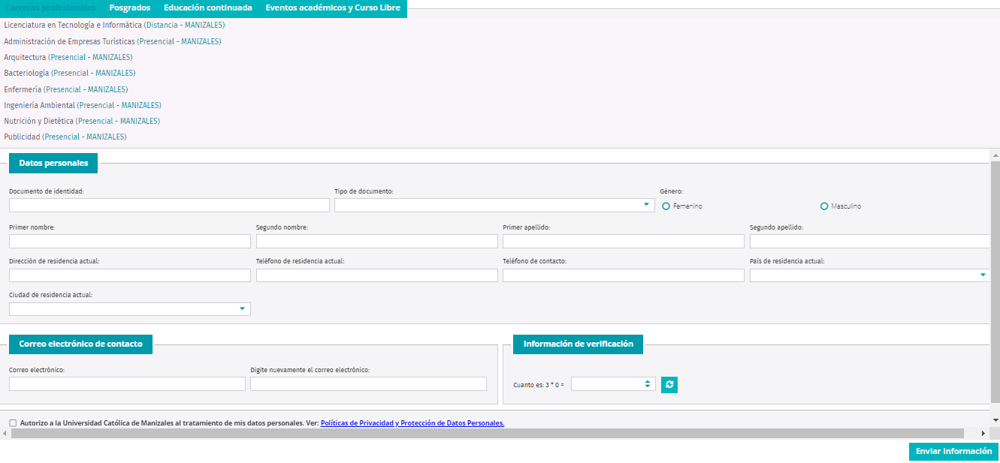 Carreras profesionales Posgrados Educación continuada Eventos académicos y Curso Libre
Licenciatura en Tecnología e Informática (Distancia - MANIZALES)
Administración de Empresas Turísticas (Presencial - MANIZALES)
Arquitectura (Presencial - MANIZALES)
Bacteriología (Presencial - MANIZALES)
Enfermería (Presencial - MANIZALES)
Ingeniería Ambiental (Presencial - MANIZALES)
Nutrición y Dietética (Presencial - MANIZALES)
Publicidad (Presencial - MANIZALES)
Datos personales
Documento de identidad: Tipo de documento: Género:
Femenino Masculino
Primer nombre: Segundo nombre: Primer apellido: Segundo apellido:
Dirección de residencia actual: Teléfono de residencia actual: Teléfono de contacto: País de residencia actual:
Ciudad de residencia actual:
Correo electrónico de contacto Información de verificación
Correo electrónico: Digite nuevamente el correo electrónico:
Cuanto es: 3 * 0 =
Autorizo a la Universidad Católica de Manizales al tratamiento de mis datos personales. Ver: Políticas de Privacidad y Protección de Datos Personales.
Enviar Información